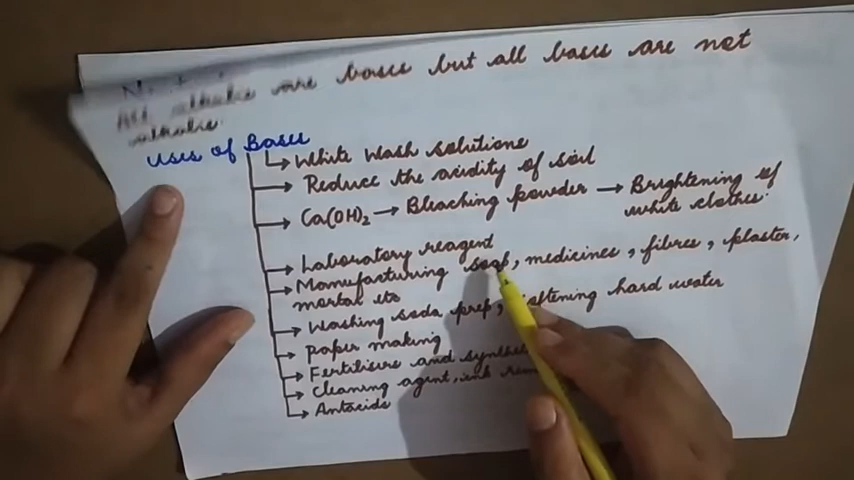 All alkalis are bases but all bases are not
alkalis.
Uses of Bases
White wash solutions
Reduce the acidity of soil
Ca(OH)₂ → Bleaching powder → Brightening of
white clothes.
Laboratory reagent
Manufacturing soap, medicines, fibres, plaster,
mortar etc
Washing soda prep, softening hard water
Paper making
Fertilisers and
Cleaning agent, ink
Antacids